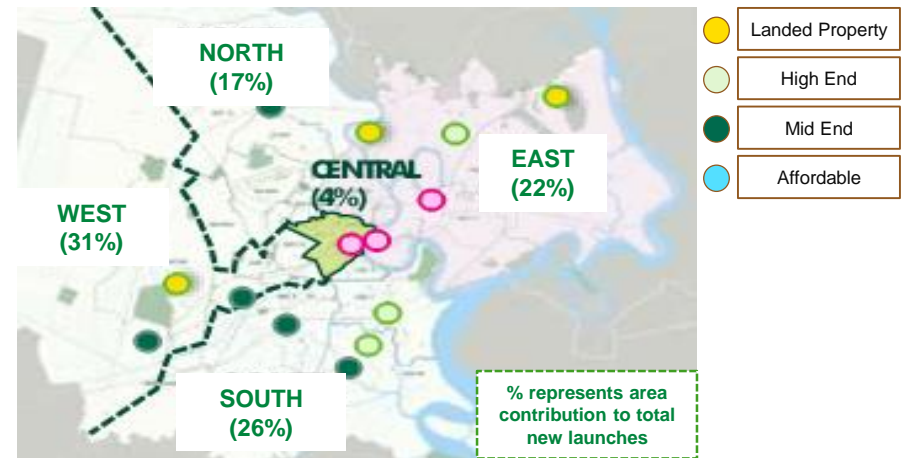 NORTH
(17%)
CENTRAL
(4%)
EAST
(22%)
WEST
(31%)
SOUTH
(26%)
% represents area
contribution to total
new launches
Landed Property
High End
Mid End
Affordable